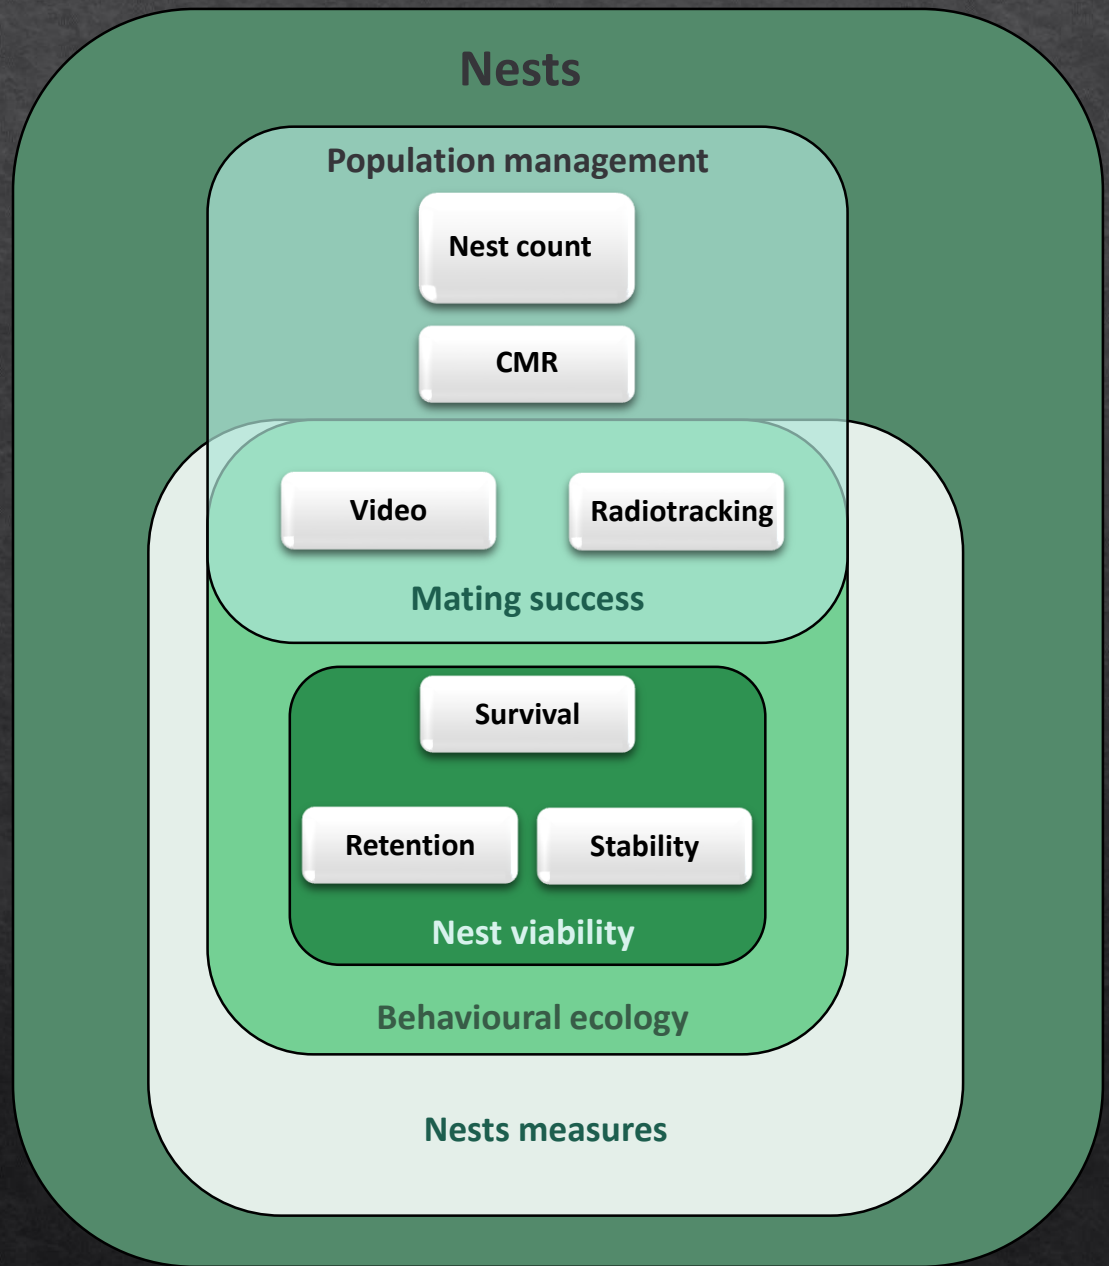 Nests
Population management
Nest count
CMR
Video
Radiotracking
Mating success
Survival
Retention
Stability
Nest viability
Behavioural ecology
Nests measures